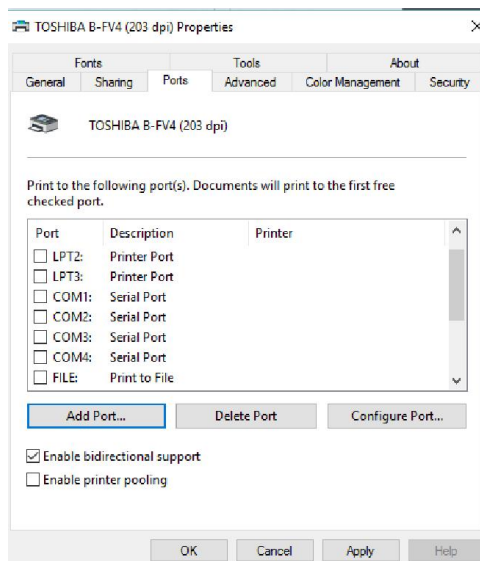 TOSHIBA B-FV4 (203 dpi) Properties
Fonts Tools About
General Sharing Ports Advanced Color Management Security
TOSHIBA B-FV4 (203 dpi)
Print to the following port(s). Documents will print to the first free
checked port.
Port Description Printer
LPT2: Printer Port
LPT3: Printer Port
COM1: Serial Port
COM2: Serial Port
COM3: Serial Port
COM4: Serial Port
FILE: Print to File
Add Port... Delete Port Configure Port...
Enable bidirectional support
Enable printer pooling
OK Cancel Apply Help